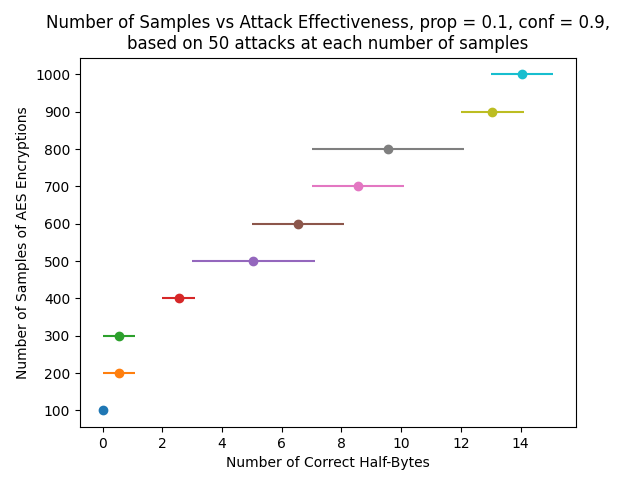 Number of Samples vs Attack Effectiveness, prop = 0.1, conf = 0.9,
based on 50 attacks at each number of samples
Number of Samples of AES Encryptions
1000
900
800
700
600
500
400
300
200
100
0 2 4 6 8 10 12 14
Number of Correct Half-Bytes